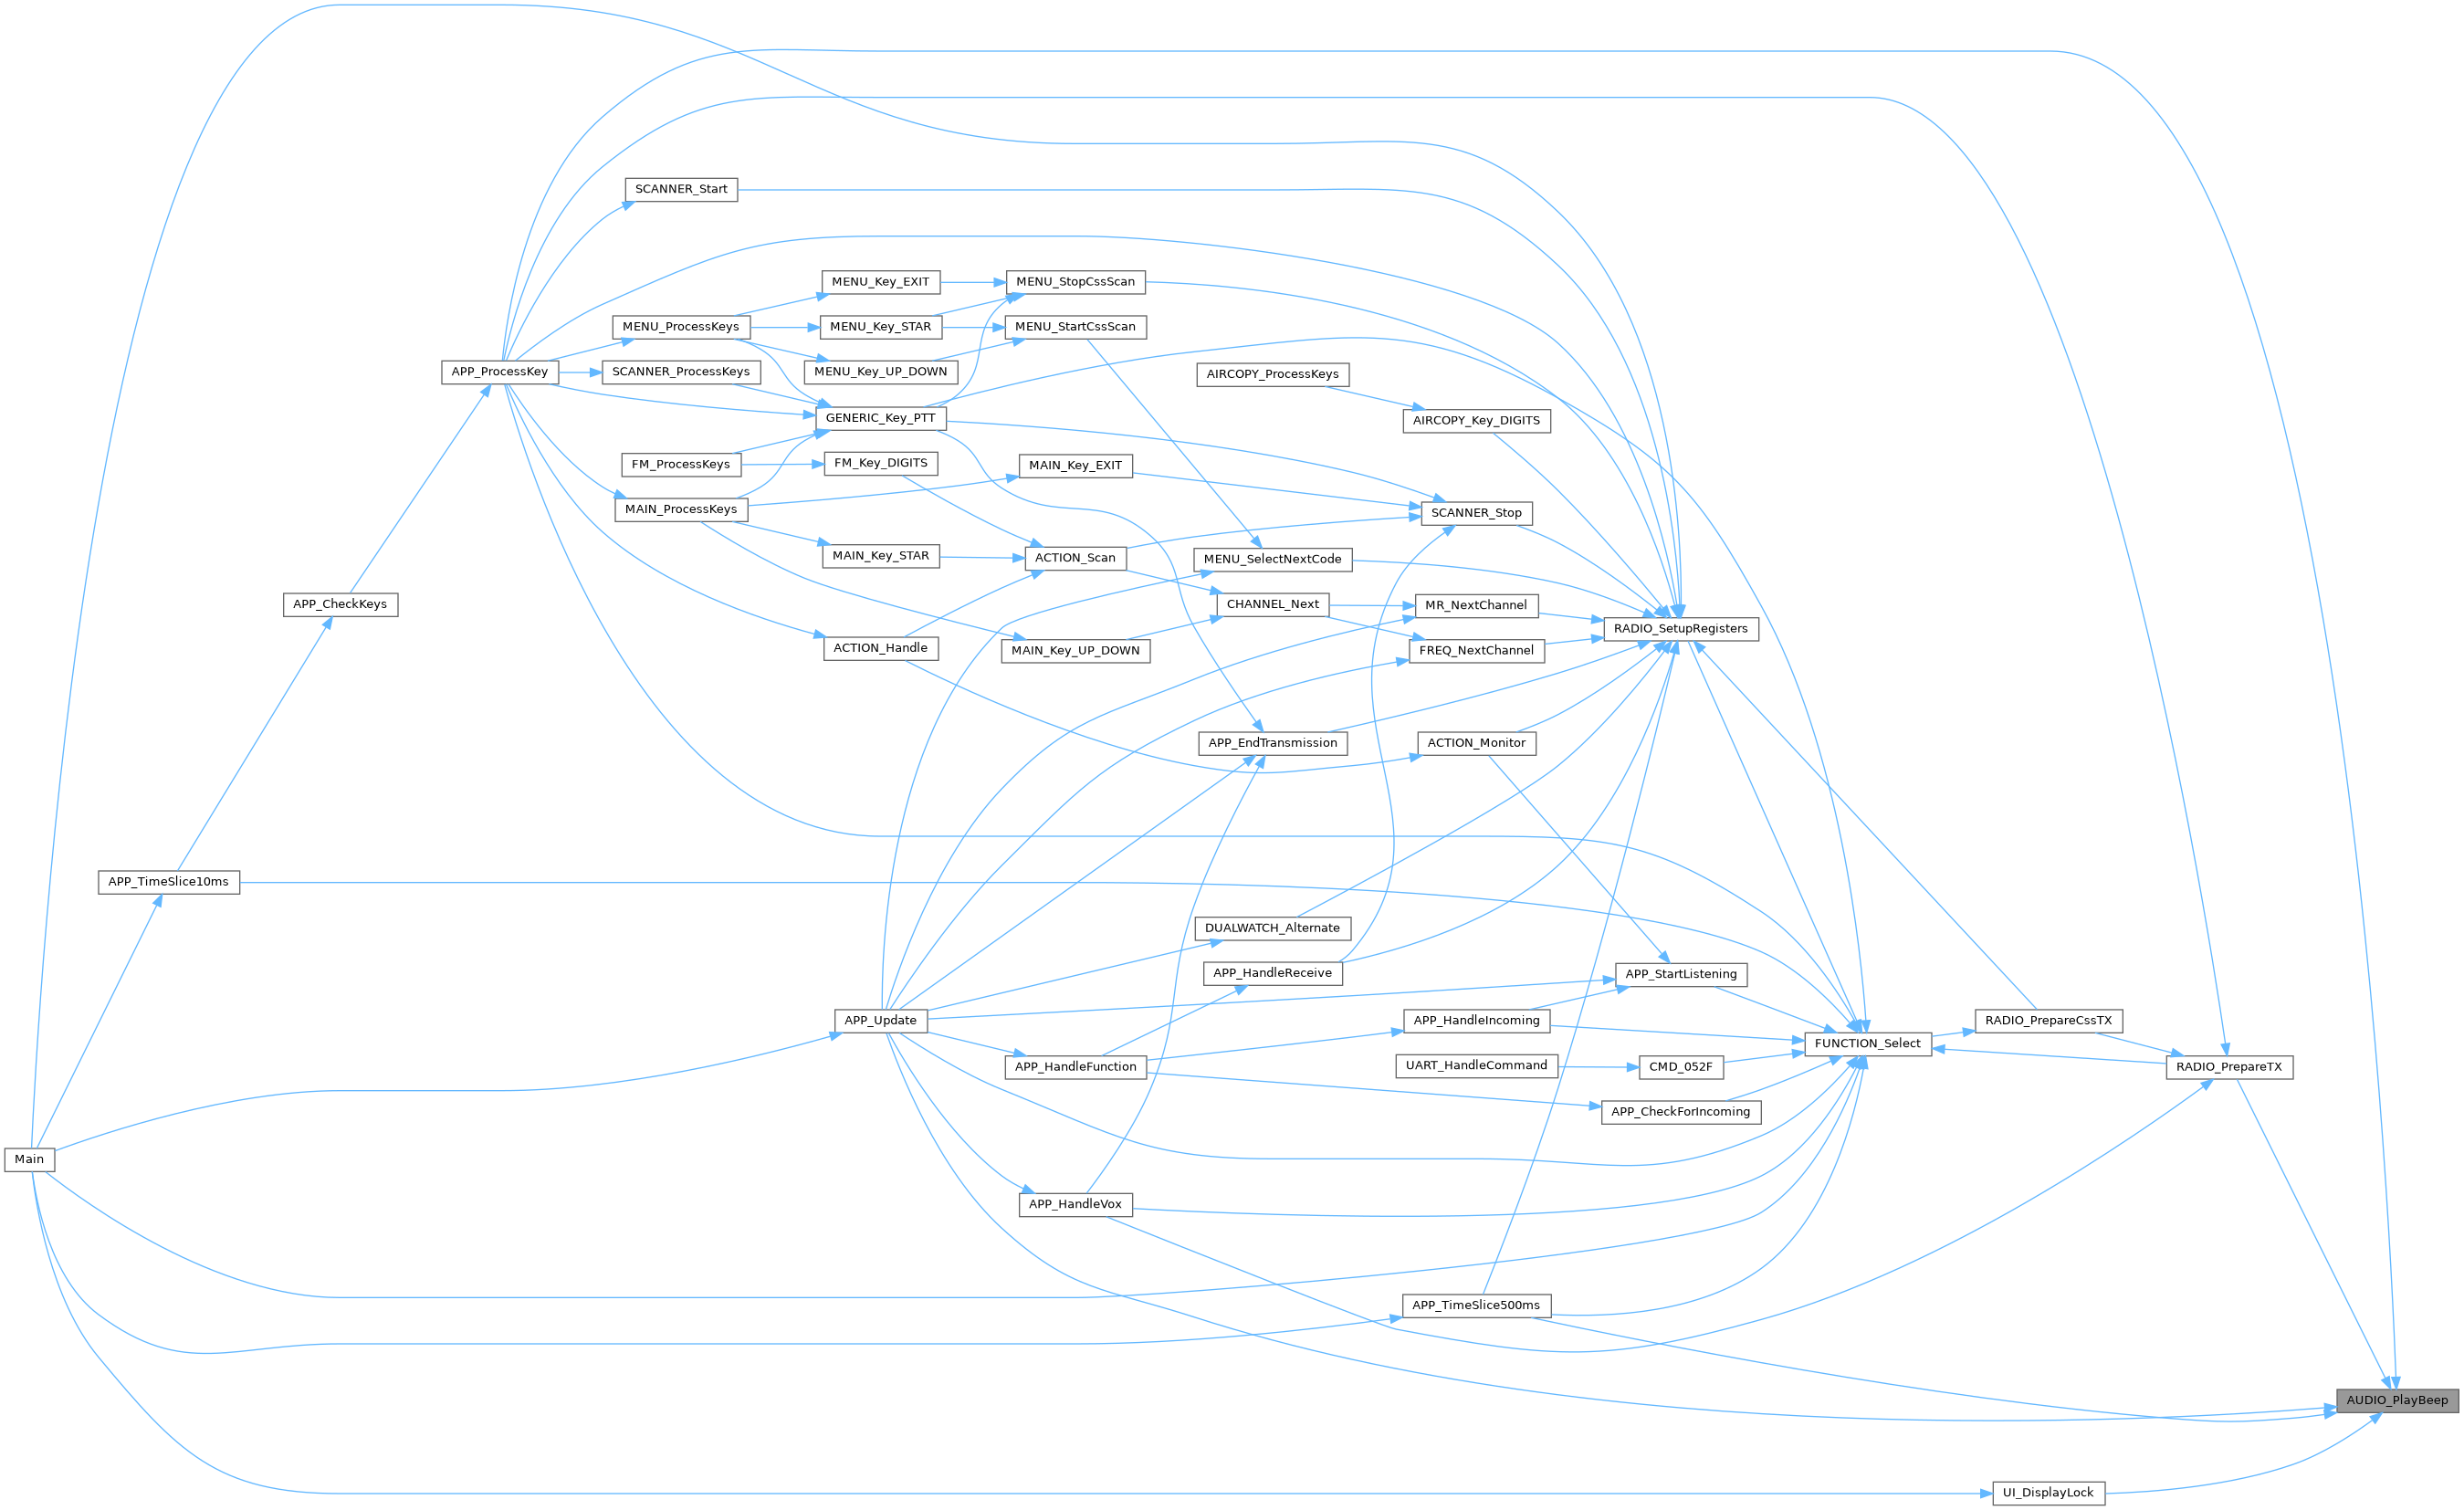 SCANNER_Start
MENU_Key_EXIT
MENU_StopCssScan
MENU_ProcessKeys
MENU_Key_STAR
MENU_StartCssScan
APP_ProcessKey
SCANNER_ProcessKeys
MENU_Key_UP_DOWN
AIRCOPY_ProcessKeys
GENERIC_Key_PTT
AIRCOPY_Key_DIGITS
FM_ProcessKeys
FM_Key_DIGITS
MAIN_Key_EXIT
MAIN_ProcessKeys
SCANNER_Stop
MAIN_Key_STAR
ACTION_Scan
MENU_SelectNextCode
APP_CheckKeys
CHANNEL_Next
MR_NextChannel
RADIO_SetupRegisters
ACTION_Handle
MAIN_Key_UP_DOWN
FREQ_NextChannel
APP_EndTransmission
ACTION_Monitor
APP_TimeSlice10ms
DUALWATCH_Alternate
APP_HandleReceive
APP_StartListening
APP_Update
APP_HandleIncoming
RADIO_PrepareCssTX
FUNCTION_Select
APP_HandleFunction
UART_HandleCommand
CMD_052F
RADIO_PrepareTX
APP_CheckForIncoming
Main
APP_HandleVox
APP_TimeSlice500ms
AUDIO_PlayBeep
UI_DisplayLock